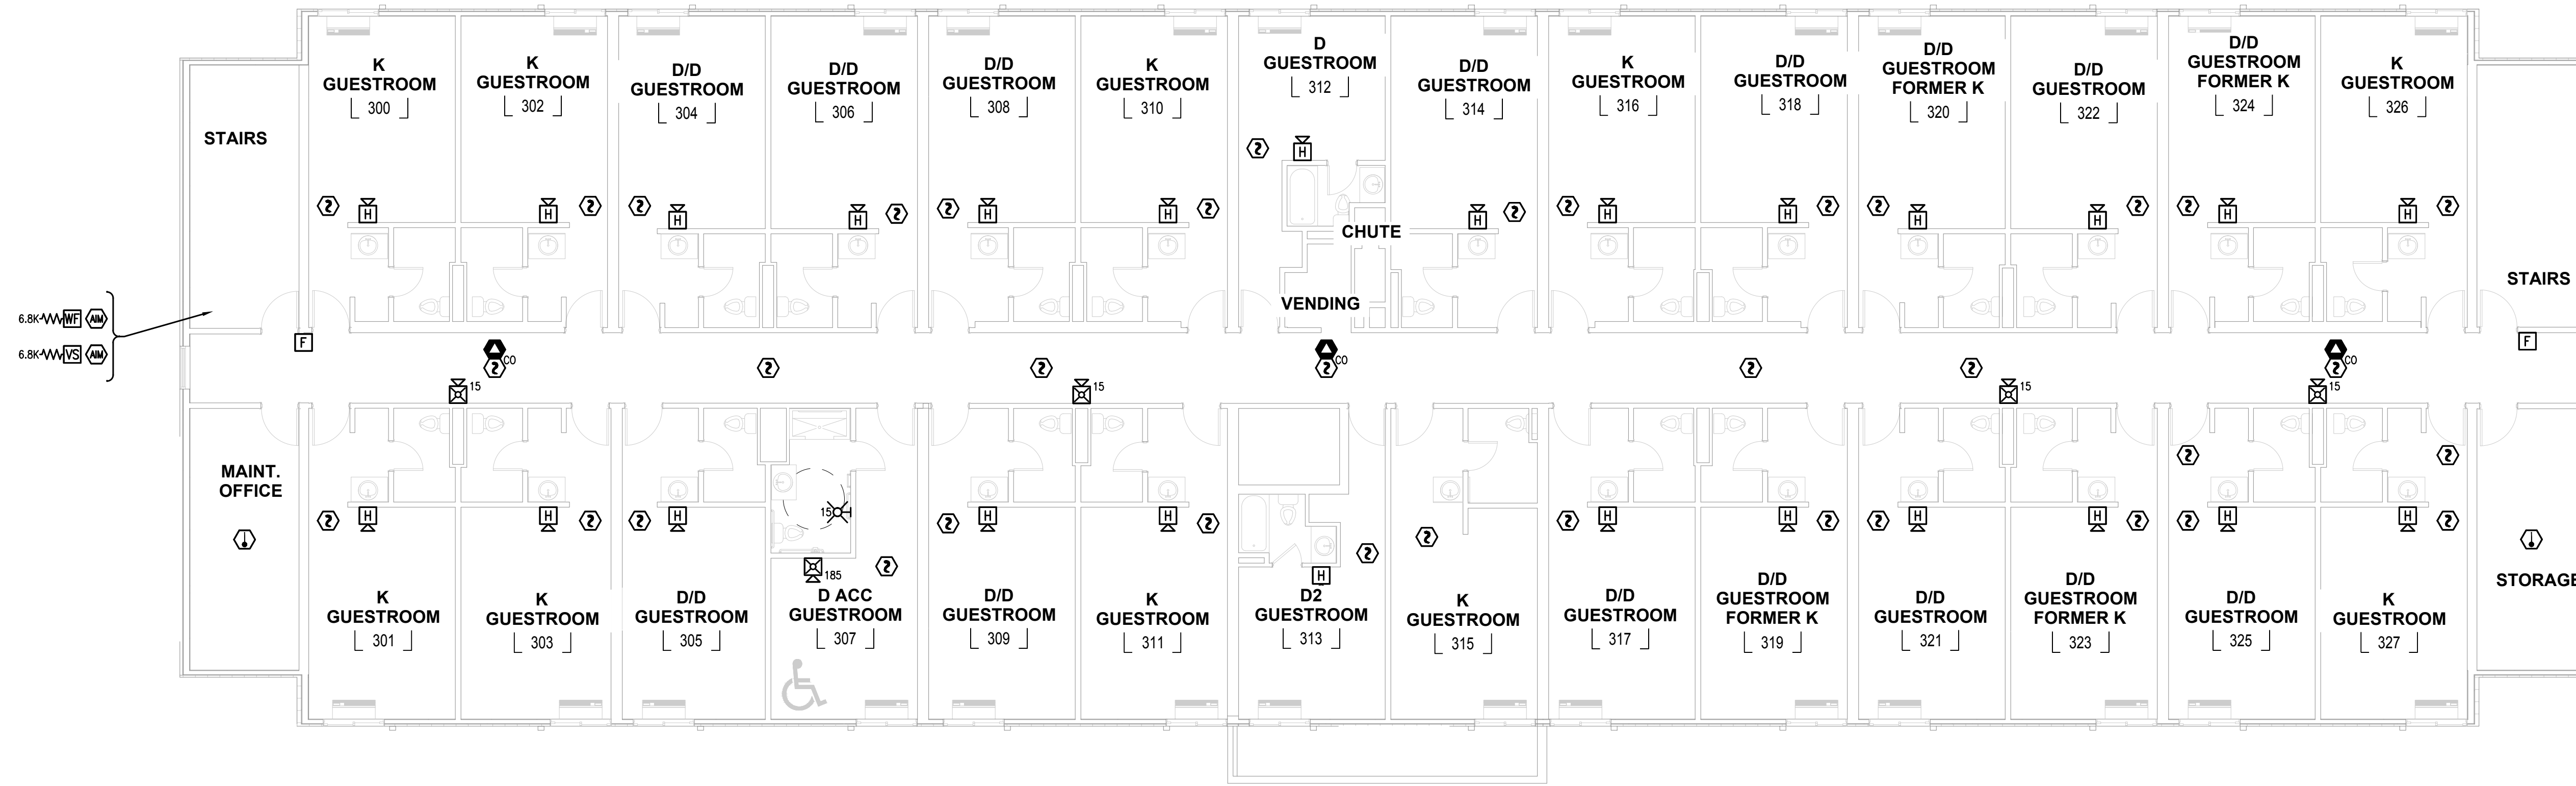 K
GUESTROOM
300
K
GUESTROOM
302
D/D
GUESTROOM
304
D/D
GUESTROOM
306
D/D
GUESTROOM
308
K
GUESTROOM
310
D
GUESTROOM
312
D/D
GUESTROOM
314
K
GUESTROOM
316
D/D
GUESTROOM
318
D/D
GUESTROOM
FORMER K
320
D/D
GUESTROOM
322
D/D
GUESTROOM
FORMER K
324
K
GUESTROOM
326
STAIRS
H
H
H
H
H
H
H
H
H
H
H
H
H
H
CHUTE
VENDING
STAIRS
6.8K WF AIM
6.8K VS AIM
F
F
CO
CO
CO
15
15
15
15
MAINT.
OFFICE
H
H
H
15
H
H
H
H
H
H
H
H
H
185
STORAGE
K
GUESTROOM
301
K
GUESTROOM
303
D/D
GUESTROOM
305
D ACC
GUESTROOM
307
D/D
GUESTROOM
309
K
GUESTROOM
311
D2
GUESTROOM
313
K
GUESTROOM
315
D/D
GUESTROOM
317
D/D
GUESTROOM
FORMER K
319
D/D
GUESTROOM
321
D/D
GUESTROOM
FORMER K
323
D/D
GUESTROOM
325
K
GUESTROOM
327